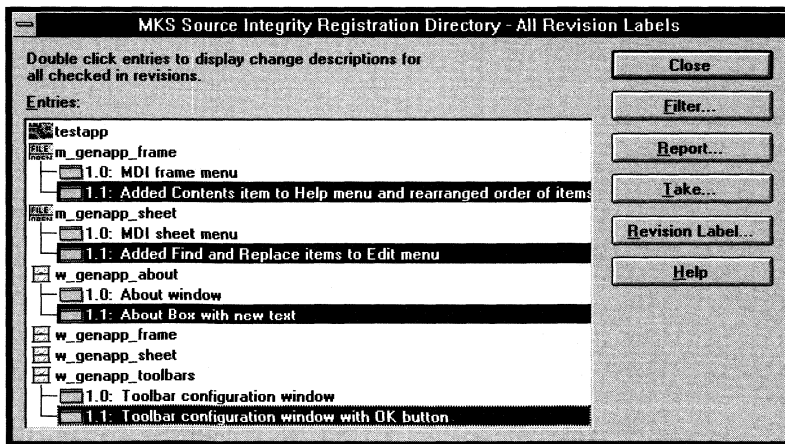 MKS Source Integrity Registration Directory - All Revision Labels
Double click entries to display change descriptions for
all checked in revisions.
Entries:
testapp
m_genapp_frame
1.0: MDI frame menu
1.1: Added Contents item to Help menu and rearranged order of items
m_genapp_sheet
1.0: MDI sheet menu
1.1: Added Find and Replace items to Edit menu
w_genapp_about
1.0: About window
1.1: About Box with new text
w_genapp_frame
w_genapp_sheet
w_genapp_toolbars
1.0: Toolbar configuration window
1.1: Toolbar configuration window with OK button
Close
Filter...
Report...
Take...
Revision Label...
Help